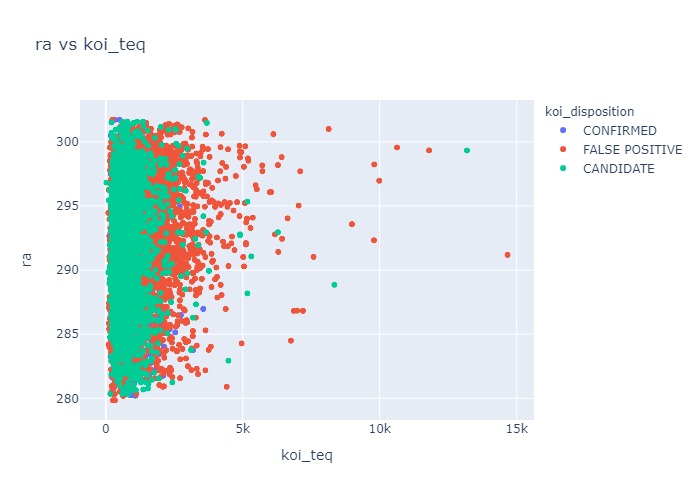 ra vs koi_teq
koi_disposition
CONFIRMED
FALSE POSITIVE
CANDIDATE
300
295
290
285
280
ra
0
5k
10k
15k
koi_teq